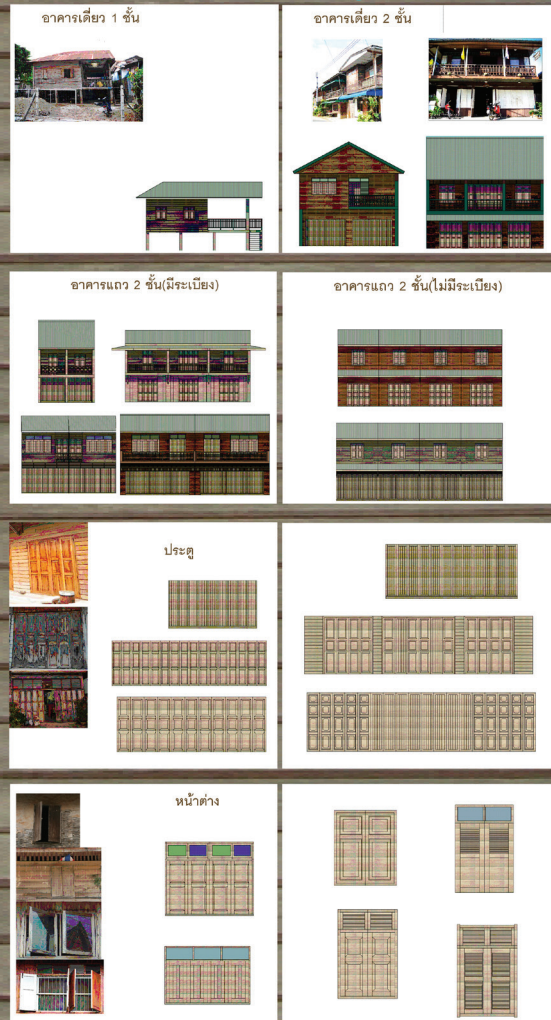 อาคารเดี่ยว 1 ชั้น
อาคารเดี่ยว 2 ชั้น
อาคารแถว 2 ชั้น(มีระเบียง)
อาคารแถว 2 ชั้น(ไม่มีระเบียง)
ประตู
หน้าต่าง